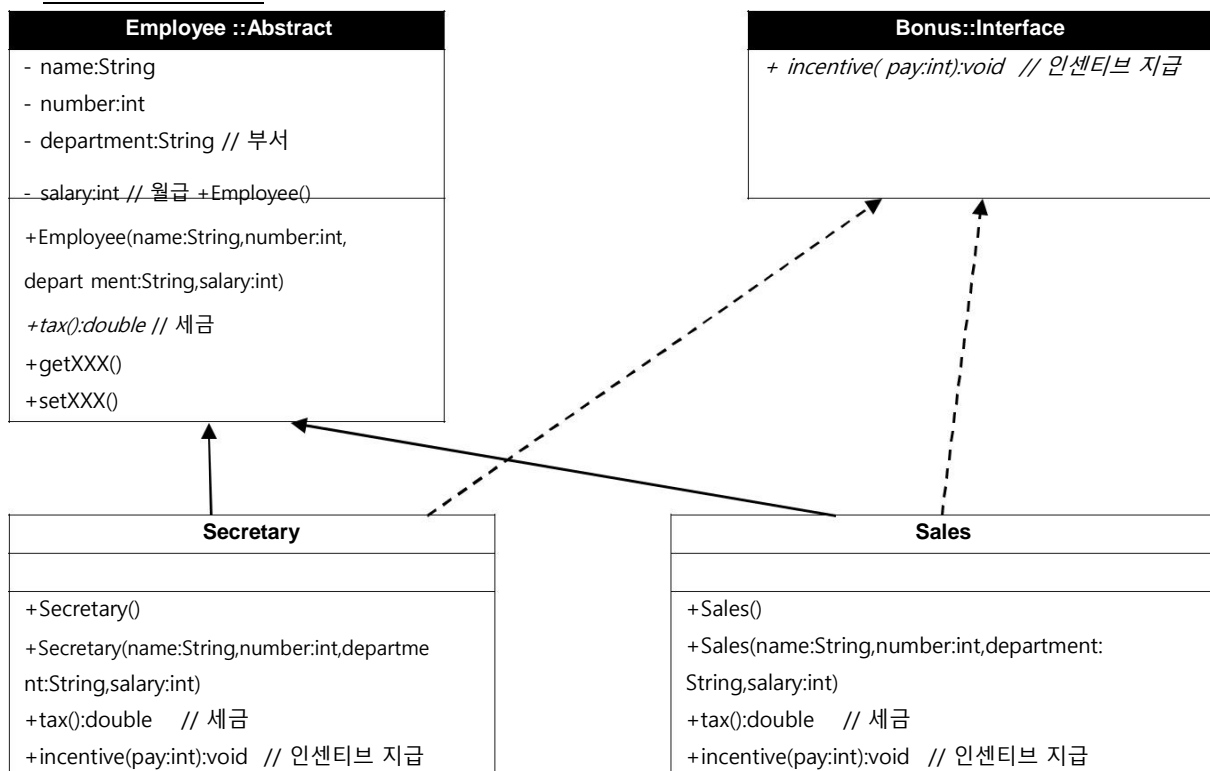 Employee ::Abstract
- name:String
- number:int
- department:String // 부서
- salary:int // 월급 +Employee()
+Employee(name:String,number:int,
depart ment:String,salary:int)
+tax():double // 세금
+getXXX()
+setXXX()
Bonus::Interface
+ incentive( pay:int):void // 인센티브 지급
Secretary
+Secretary()
+Secretary(name:String,number:int,departme
nt:String,salary:int)
+tax():double // 세금
+incentive(pay:int):void // 인센티브 지급
Sales
+Sales()
+Sales(name:String,number:int,department:
String,salary:int)
+tax():double // 세금
+incentive(pay:int):void // 인센티브 지급